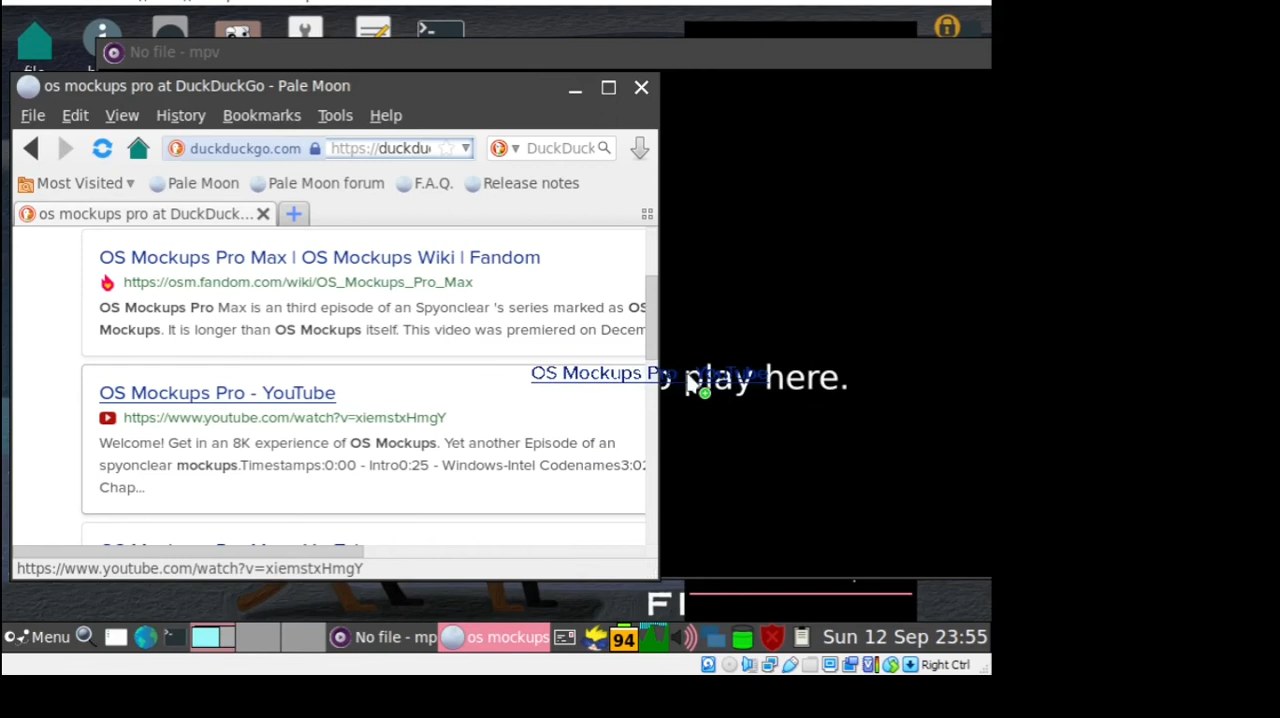 No file - mpv
os mockups pro at DuckDuckGo - Pale Moon
File Edit View History Bookmarks Tools Help
duckduckgo.com https://duckdu DuckDuck
Most Visited Pale Moon Pale Moon forum F.A.Q. Release notes
os mockups pro at DuckDuck...
OS Mockups Pro Max | OS Mockups Wiki | Fandom
https://osm.fandom.com/wiki/OS_Mockups_Pro_Max
OS Mockups Pro Max is an third episode of an Spyonclear 's series marked as OS
Mockups. It is longer than OS Mockups itself. This video was premiered on Decem
OS Mockups Pro - YouTube
play here.
OS Mockups Pro - YouTube
https://www.youtube.com/watch?v=xiemstxHmgY
Welcome! Get in an 8K experience of OS Mockups. Yet another Episode of an
spyonclear mockups.Timestamps:0:00 - Intro0:25 - Windows-Intel Codenames3:02
Chap...
https://www.youtube.com/watch?v=xiemstxHmgY
Menu No file - mp os mockups 94 Sun 12 Sep 23:55
Right Ctrl